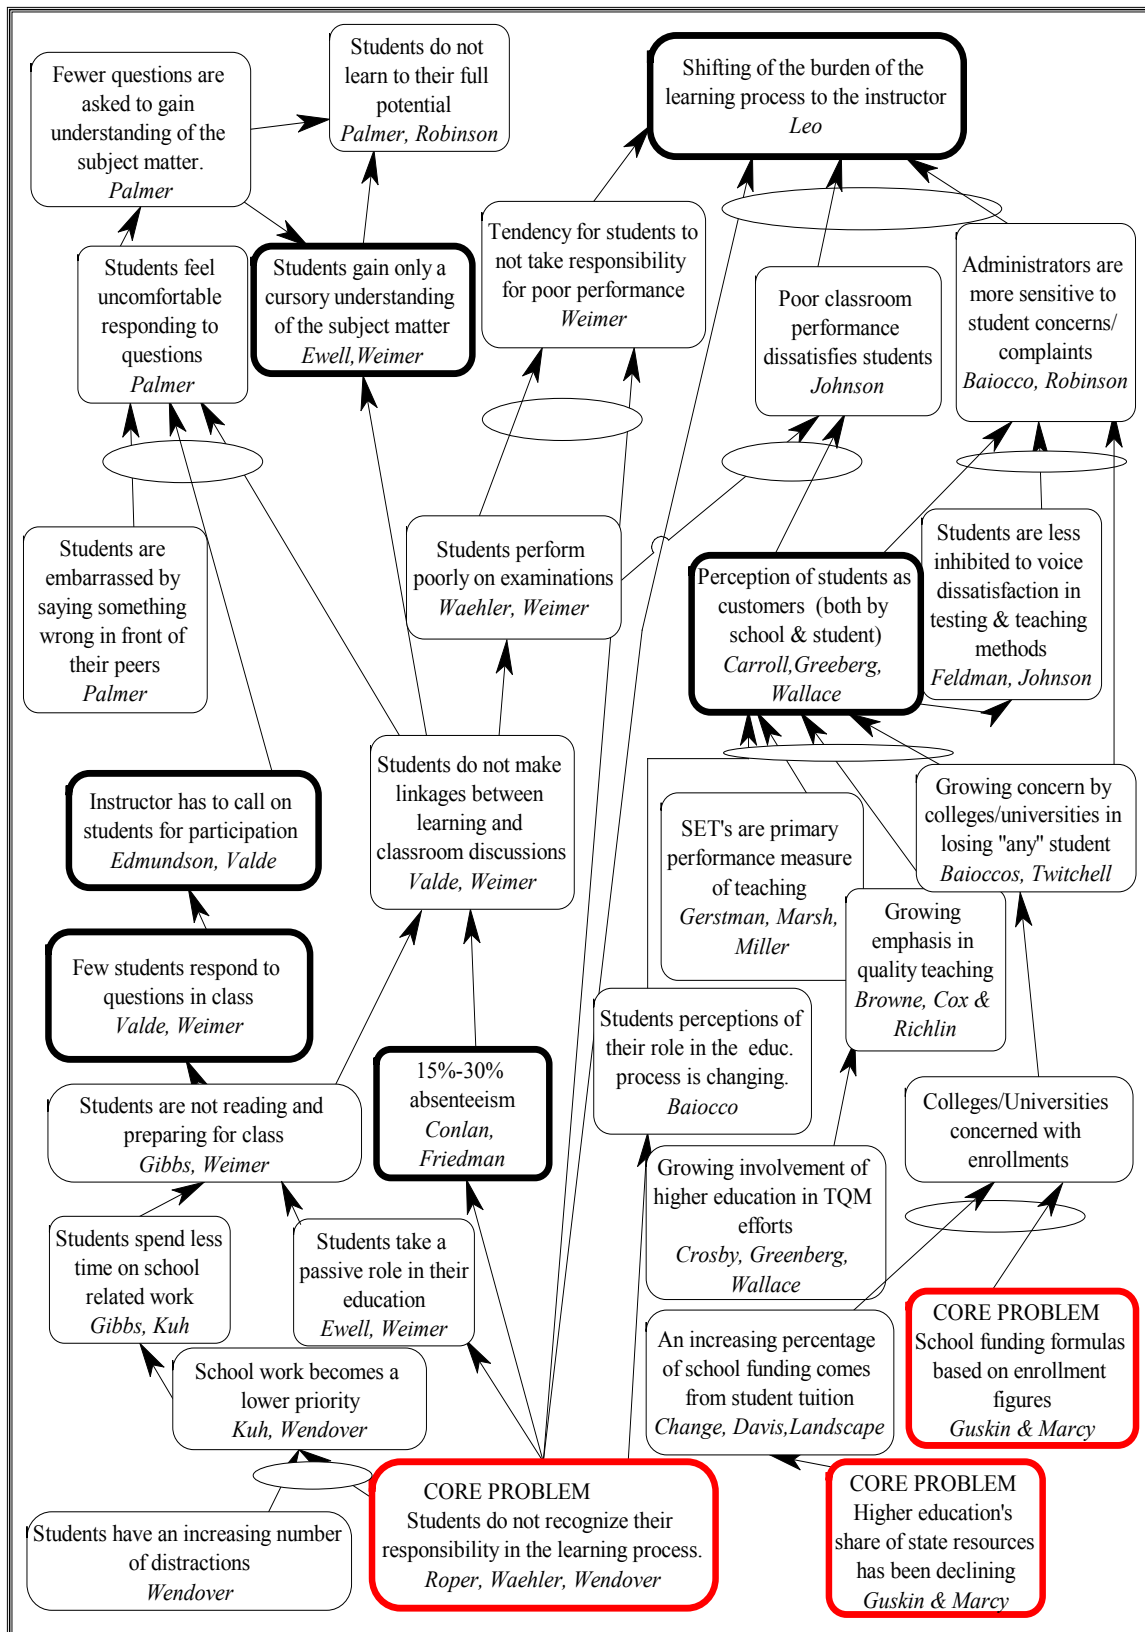 Fewer questions are
asked to gain
understanding of the
subject matter.
Palmer
Students do not
learn to their full
potential
Palmer, Robinson
Shifting of the burden of the
learning process to the instructor
Leo
Students feel
uncomfortable
responding to
questions
Palmer
Students gain only a
cursory understanding
of the subject matter
Ewell,Weimer
Tendency for students to
not take responsibility
for poor performance
Weimer
Poor classroom
performance
dissatisfies students
Johnson
Administrators are
more sensitive to
student concerns/
complaints
Baiocco, Robinson
Students are
embarrassed by
saying something
wrong in front of
their peers
Palmer
Students perform
poorly on examinations
Waehler, Weimer
Perception of students as
customers (both by
school & student)
Carroll,Greeberg,
Wallace
Students are less
inhibited to voice
dissatisfaction in
testing & teaching
methods
Feldman, Johnson
Instructor has to call on
students for participation
Edmundson, Valde
Students do not make
linkages between
learning and
classroom discussions
Valde, Weimer
SET's are primary
performance measure
of teaching
Gerstman, Marsh,
Miller
Growing concern by
colleges/universities in
losing "any" student
Baioccos, Twitchell
Growing
emphasis in
quality teaching
Browne, Cox &
Richlin
Few students respond to
questions in class
Valde, Weimer
Students perceptions of
their role in the educ.
process is changing.
Baiocco
15%-30%
absenteeism
Conlan,
Friedman
Students are not reading and
preparing for class
Gibbs, Weimer
Colleges/Universities
concerned with
enrollments
Growing involvement of
higher education in TQM
efforts
Crosby, Greenberg,
Wallace
Students spend less
time on school
related work
Gibbs, Kuh
Students take a
passive role in their
education
Ewell, Weimer
An increasing percentage
of school funding comes
from student tuition
Change, Davis,Landscape
CORE PROBLEM
School funding formulas
based on enrollment
figures
Guskin & Marcy
School work becomes a
lower priority
Kuh, Wendover
CORE PROBLEM
Students do not recognize their
responsibility in the learning process.
Roper, Waehler, Wendover
CORE PROBLEM
Higher education's
share of state resources
has been declining
Guskin & Marcy
Students have an increasing number
of distractions
Wendover